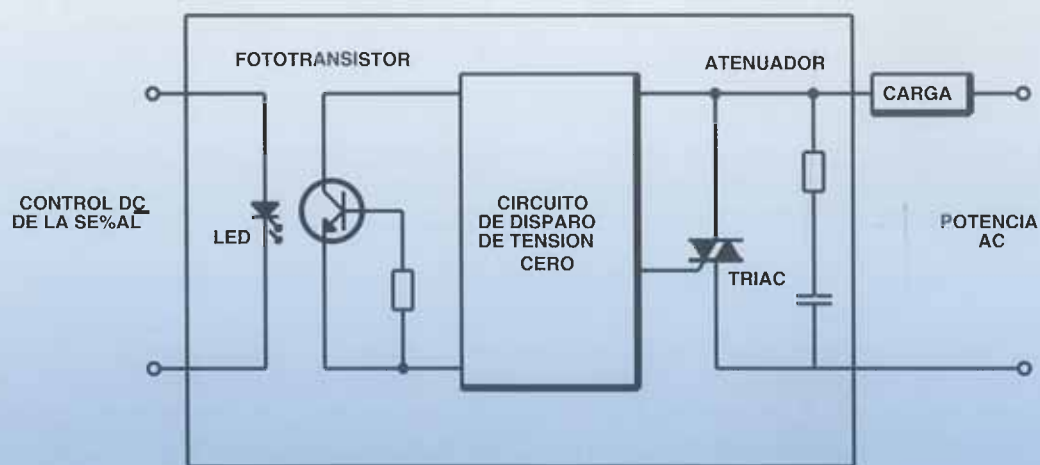 FOTOTRANSISTOR
ATENUADOR
CARGA
CONTROL DC
DE LA SE%AL
LED
CIRCUITO
DE DISPARO
DE TENSION
CERO
TRIAC
POTENCIA
AC